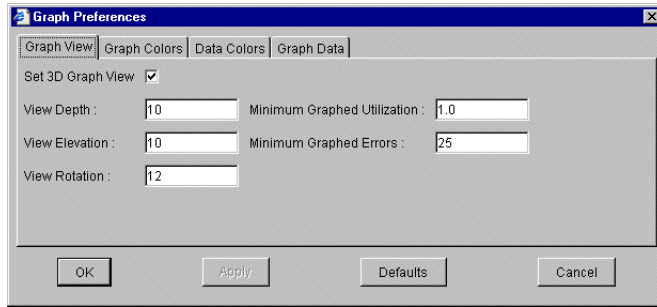 Graph Preferences
Graph View Graph Colors Data Colors Graph Data
Set 3D Graph View
View Depth : 10 Minimum Graphed Utilization : 1.0
View Elevation : 10 Minimum Graphed Errors : 25
View Rotation : 12
OK Apply Defaults Cancel